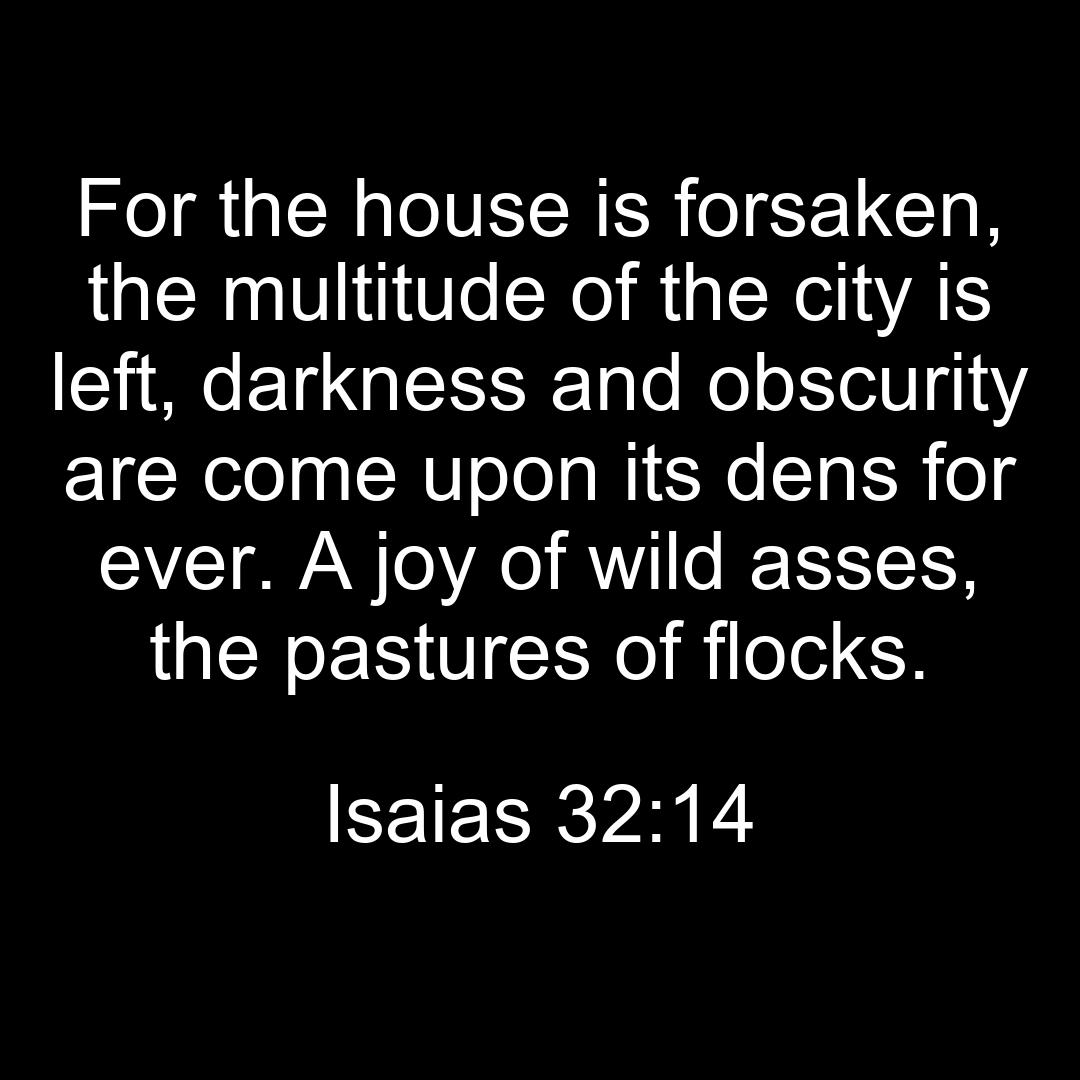 For the house is forsaken,
the multitude of the city is
left, darkness and obscurity
are come upon its dens for
ever. A joy of wild asses,
the pastures of flocks.
Isaias 32:14